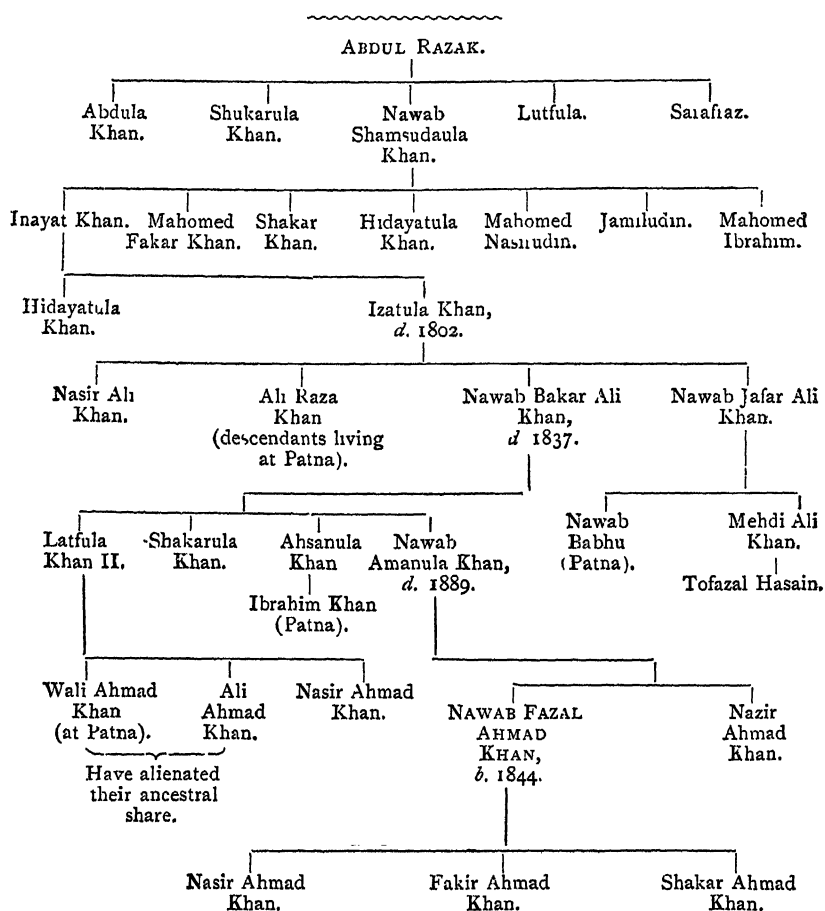 ABDUL RAZAK.
Abdula Khan.
Shukarula Khan.
Nawab Shamsudaula Khan.
Lutfula.
Sarafraz.
Inayat Khan.
Mahomed Fakar Khan.
Shakar Khan.
Hidayatula Khan.
Mahomed Nasirudin.
Jamiludin.
Mahomed Ibrahim.
Hidayatula Khan.
Izatula Khan,
d. 1802.
Nasir Ali Khan.
Ali Raza Khan
(descendants living
at Patna).
Nawab Bakar Ali
Khan,
d 1837.
Nawab Jafar Ali
Khan.
Latfula
Khan II.
Shakarula
Khan.
Ahsanula
Khan
Ibrahim Khan
(Patna).
Nawab
Amanula Khan,
d. 1889.
Nawab
Babhu
(Patna).
Mehdi Ali
Khan.
Tofazal Hasain.
Wali Ahmad
Khan
(at Patna).
Ali
Ahmad
Khan.
Have alienated
their ancestral
share.
Nasir Ahmad
Khan.
NAWAB FAZAL
AHMAD
KHAN,
b. 1844.
Nazir
Ahmad
Khan.
Nasir Ahmad
Khan.
Fakir Ahmad
Khan.
Shakar Ahmad
Khan.